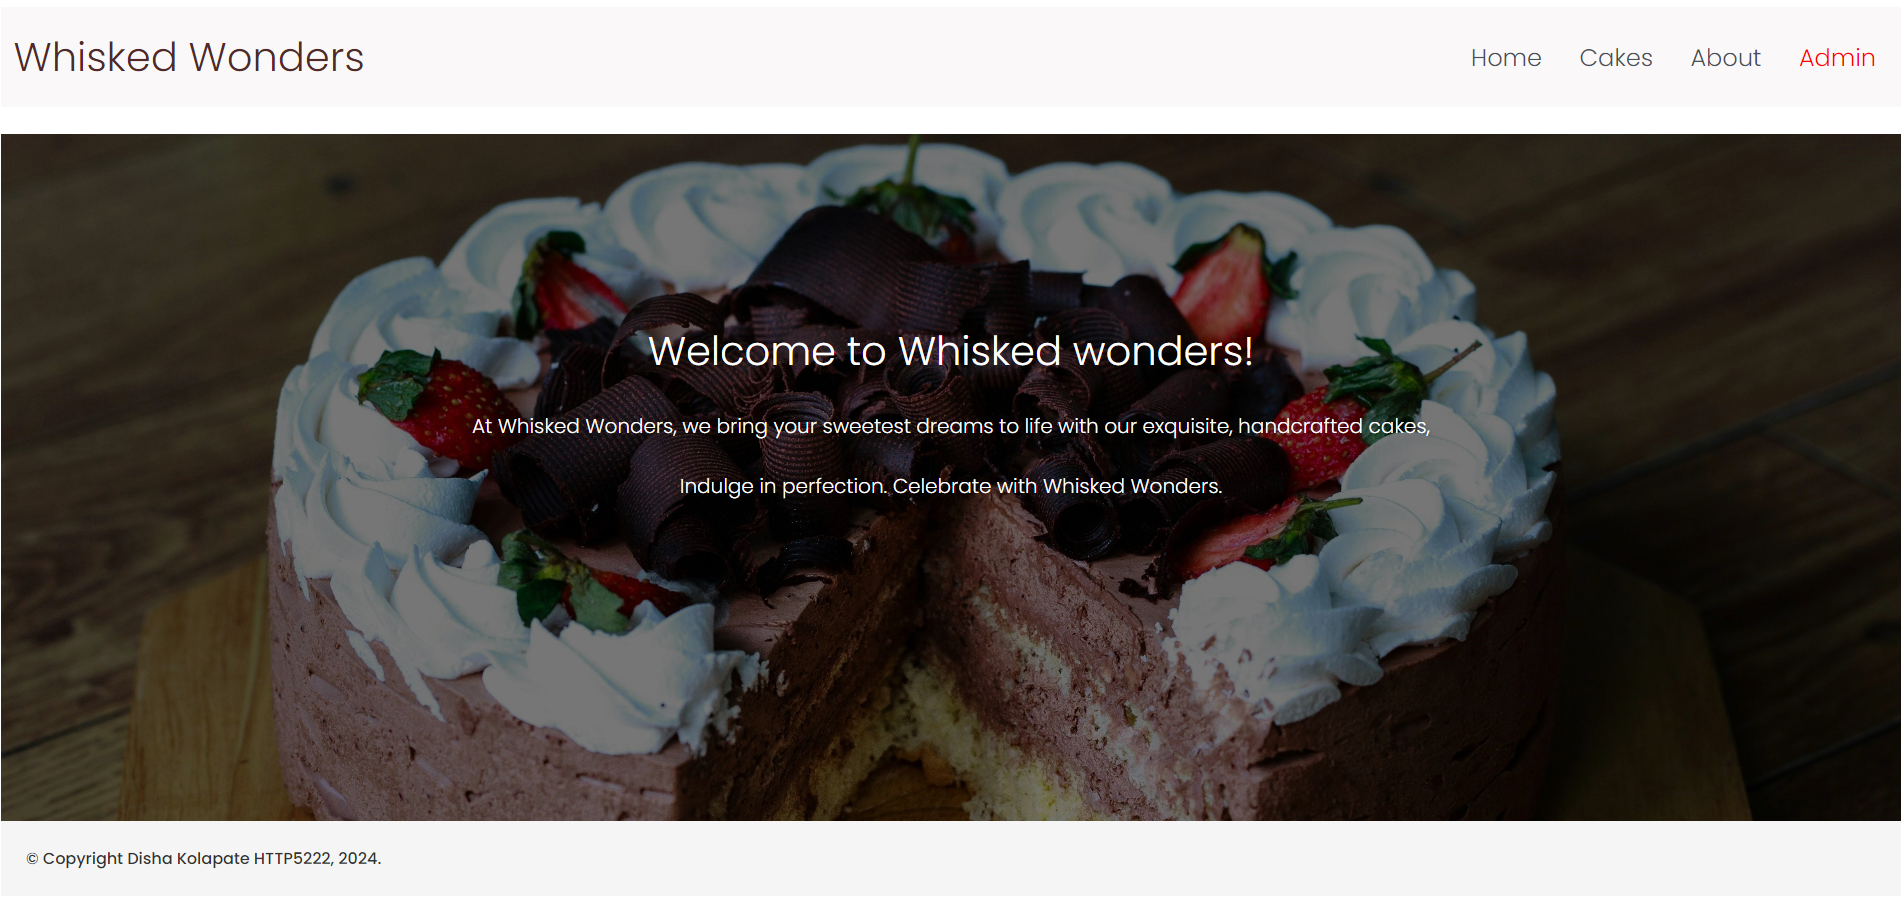 Whisked Wonders
Home Cakes About Admin
Welcome to Whisked wonders!
At Whisked Wonders, we bring your sweetest dreams to life with our exquisite, handcrafted cakes,
Indulge in perfection. Celebrate with Whisked Wonders.
© Copyright Disha Kolapate HTTP5222, 2024.